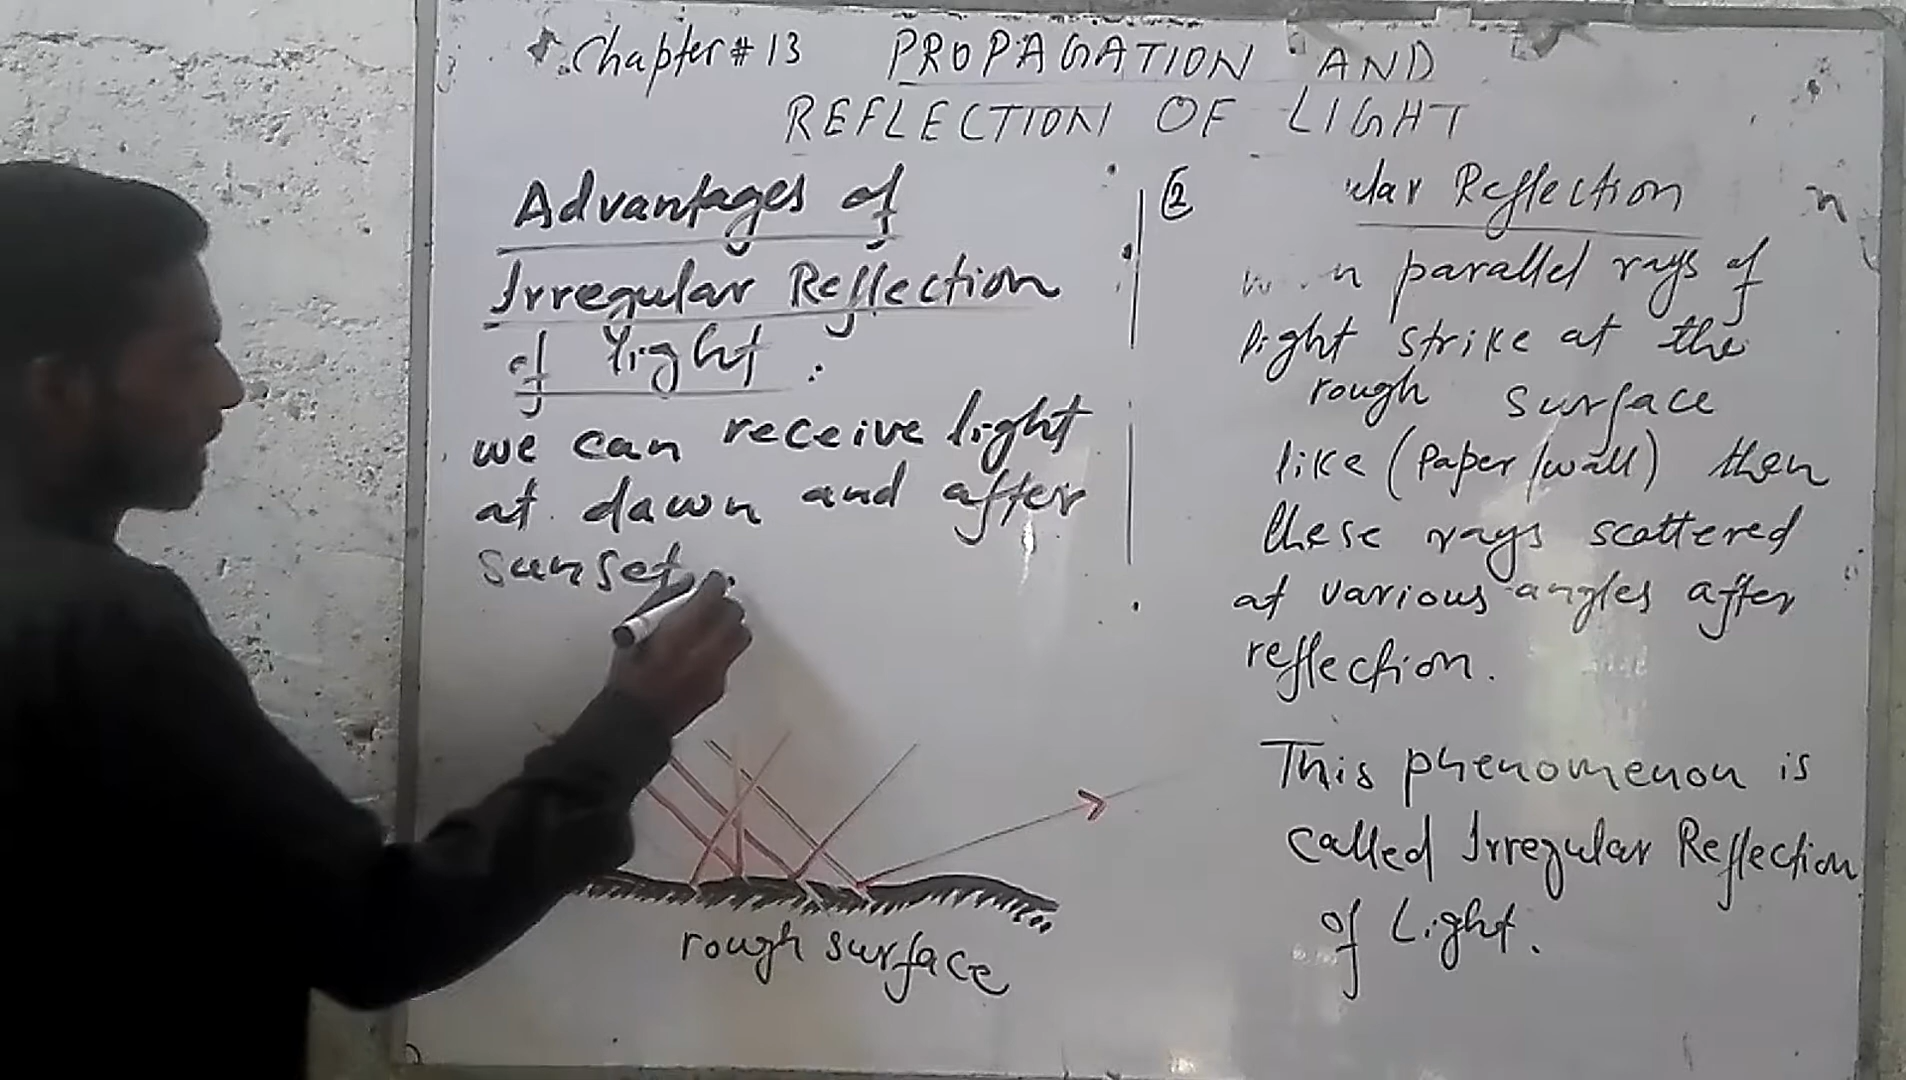 Chapter # 13 PROPAGATION AND
REFLECTION OF LIGHT
Advantages of
Irregular Reflection
of light :
we can receive light
at dawn and after
sunset
rough surface
② ular Reflection
n parallel rays of
light strike at the
rough surface
like (Paper/wall) then
these rays scattered
at various angles after
reflection.
This phenomenon is
called Irregular Reflection
of Light.